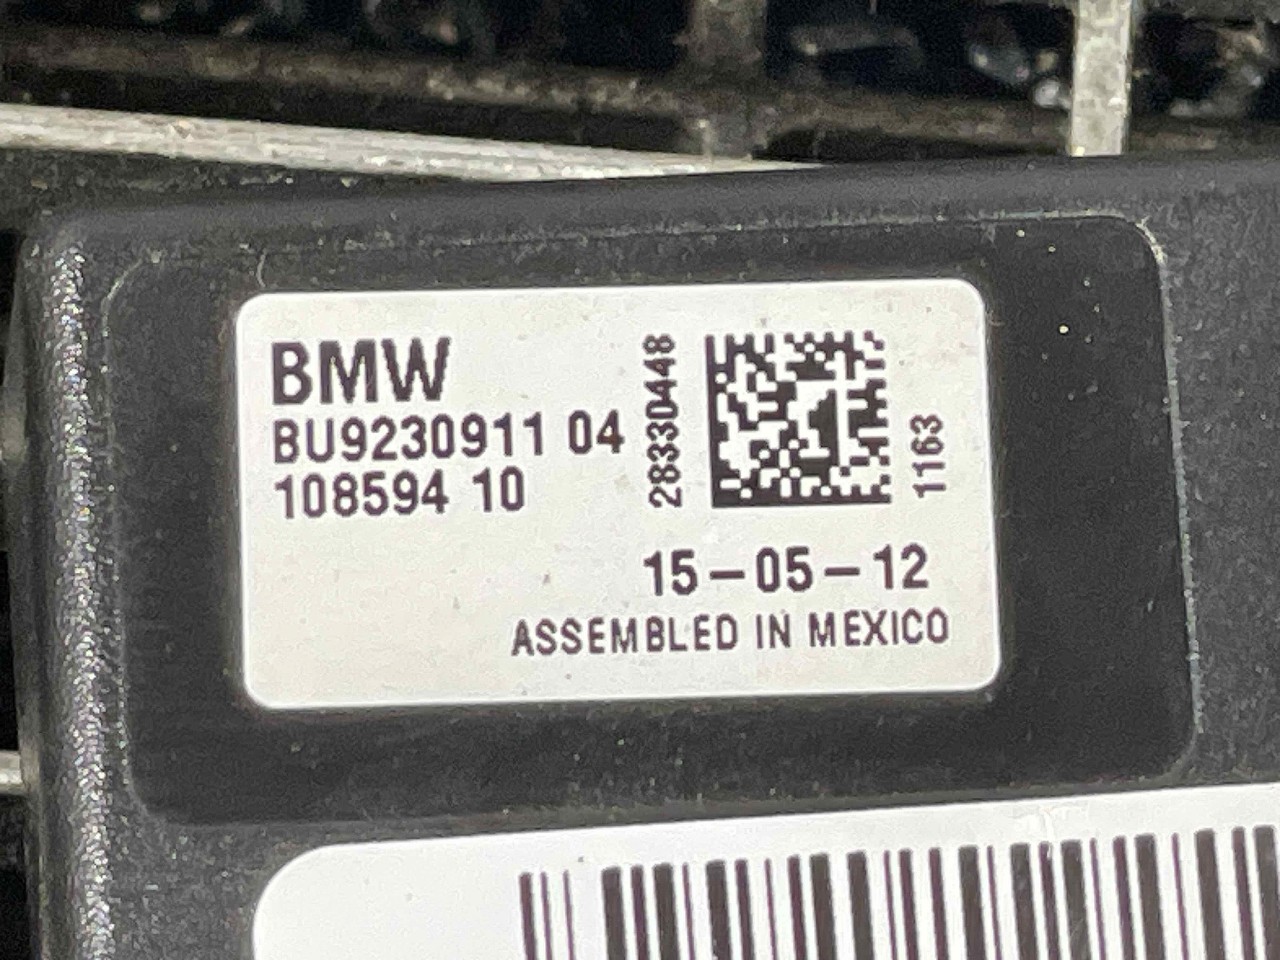 BMW
BU9230911 04
108594 10
28330448
1163
15-05-12
ASSEMBLED IN MEXICO